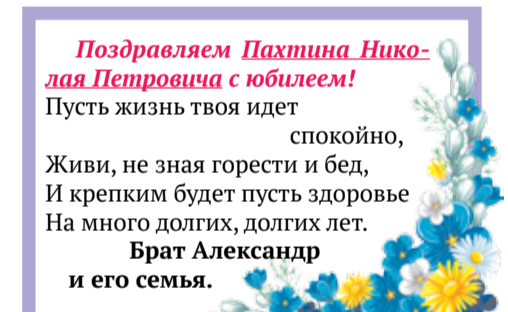 Поздравляем Пахтина Нико-
лая Петровича с юбилеем!
Пусть жизнь твоя идет
спокойно,
Живи, не зная горести и бед,
И крепким будет пусть здоровье
На много долгих, долгих лет.
Брат Александр
и его семья.